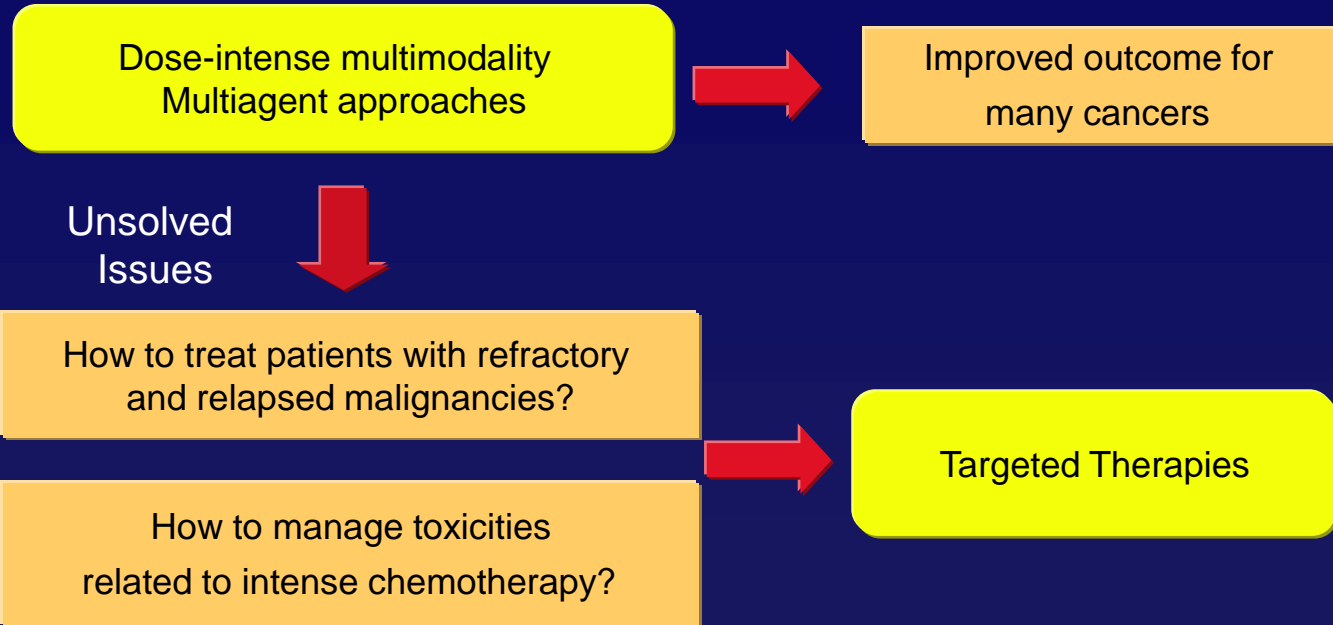 Dose-intense multimodality
Multiagent approaches
Improved outcome for
many cancers
Unsolved
Issues
How to treat patients with refractory
and relapsed malignancies?
Targeted Therapies
How to manage toxicities
related to intense chemotherapy?